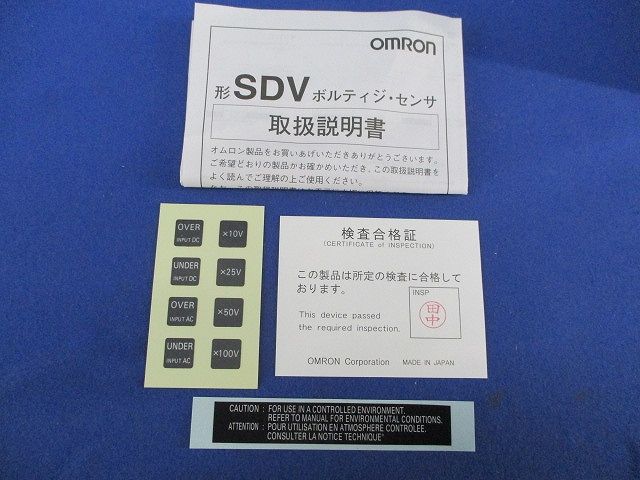 OMRON
形 SDV ボルティジ・センサ
取扱説明書
オムロン製品をお買いあげいただきありがとうございます。
ご希望どおりの製品かお確かめいただき、この取扱説明書を
よく読んでご理解の上ご使用ください。
OVER
INPUT DC
×10V
UNDER
INPUT DC
×25V
OVER
INPUT AC
×50V
UNDER
INPUT AC
×100V
検査合格証
(CERTIFICATE of INSPECTION)
この製品は所定の検査に合格して
おります。
INSP
田中
This device passed
the required inspection.
OMRON Corporation MADE IN JAPAN
CAUTION : FOR USE IN A CONTROLLED ENVIRONMENT.
REFER TO MANUAL FOR ENVIRONMENTAL CONDITIONS.
ATTENTION : POUR UTILISATION EN ATMOSPHERE CONTROLEE.
CONSULTER LA NOTICE TECHNIQUE"